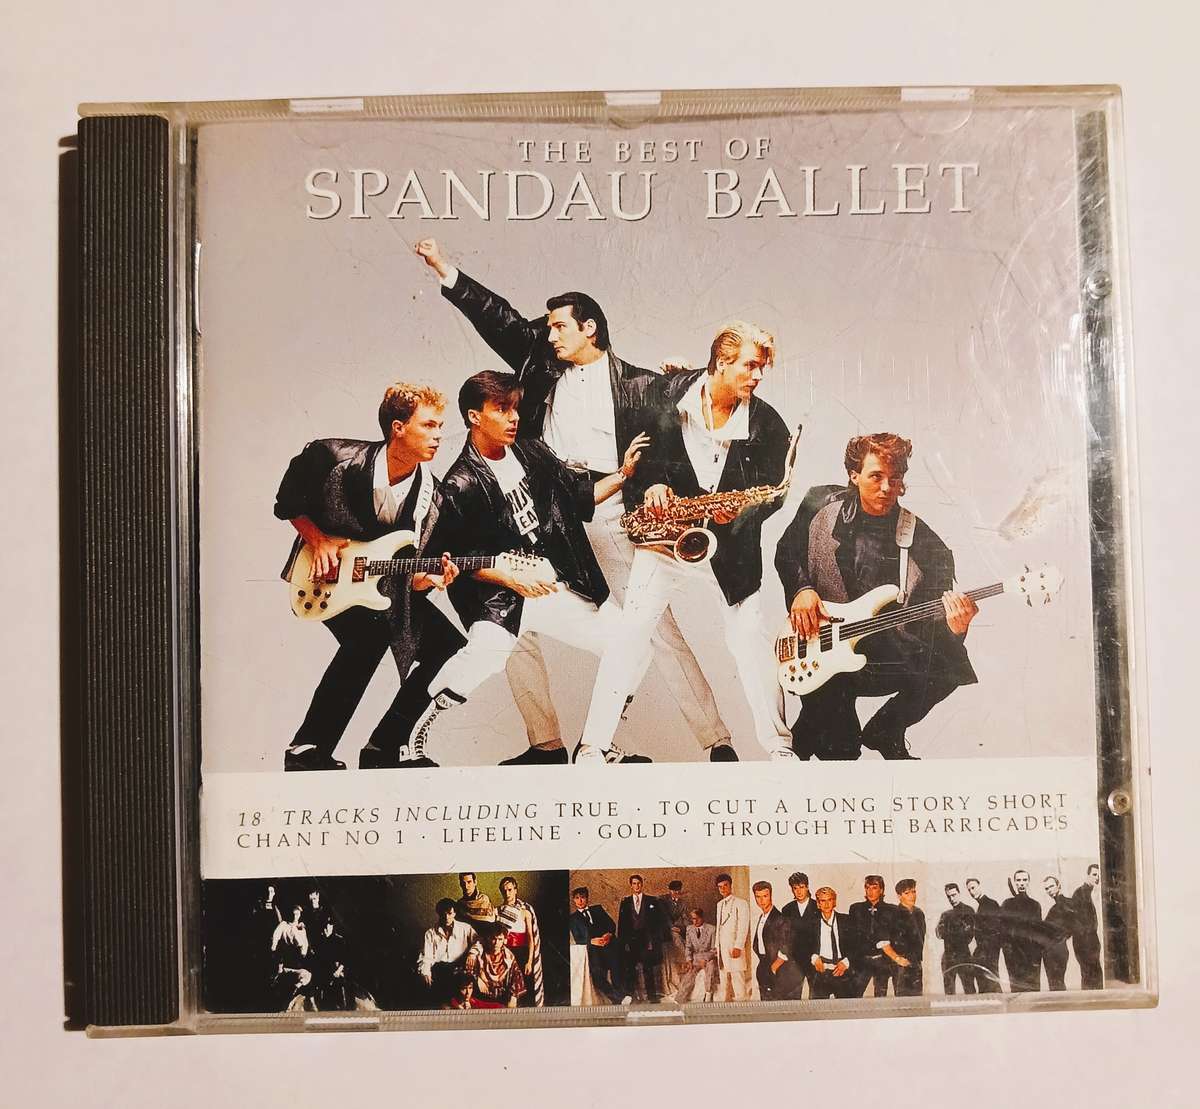 THE BEST OF
SPANDAU BALLET
18 TRACKS INCLUDING TRUE · TO CUT A LONG STORY SHORT
CHANT NO 1 · LIFELINE · GOLD · THROUGH THE BARRICADES